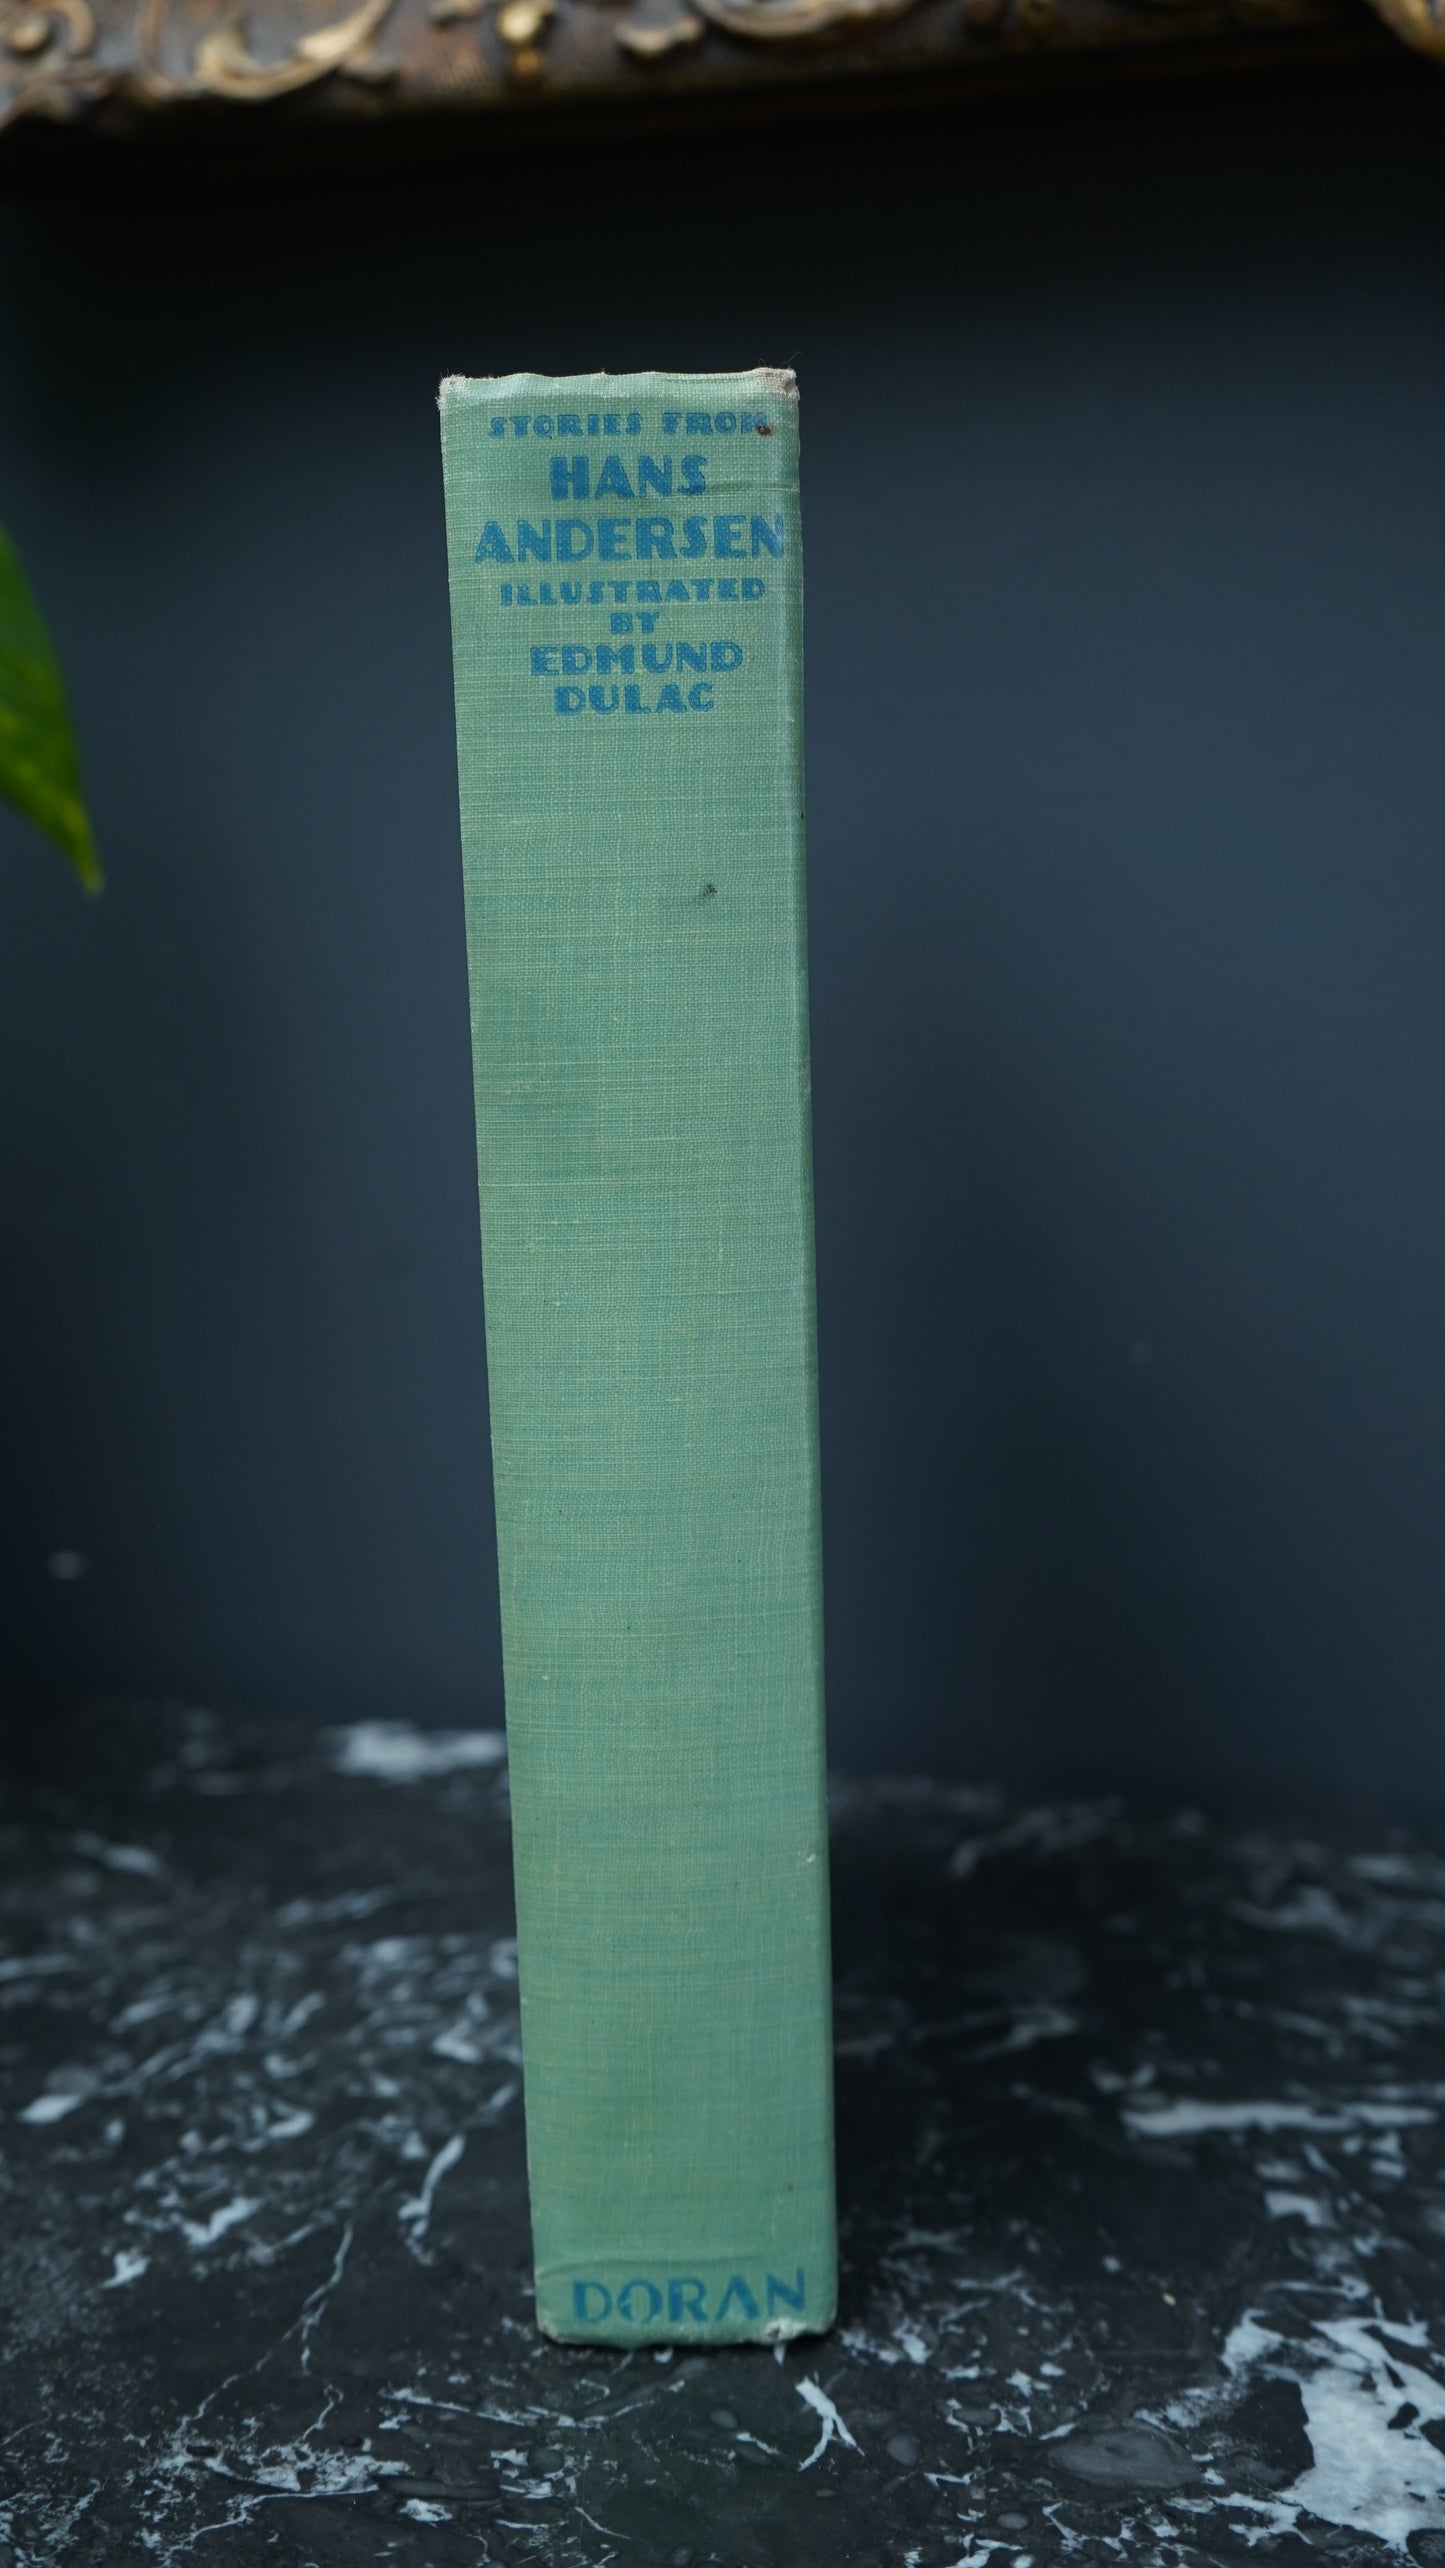 STORIES FROM
HANS
ANDERSEN
ILLUSTRATED
BY
EDMUND
DULAC
DORAN